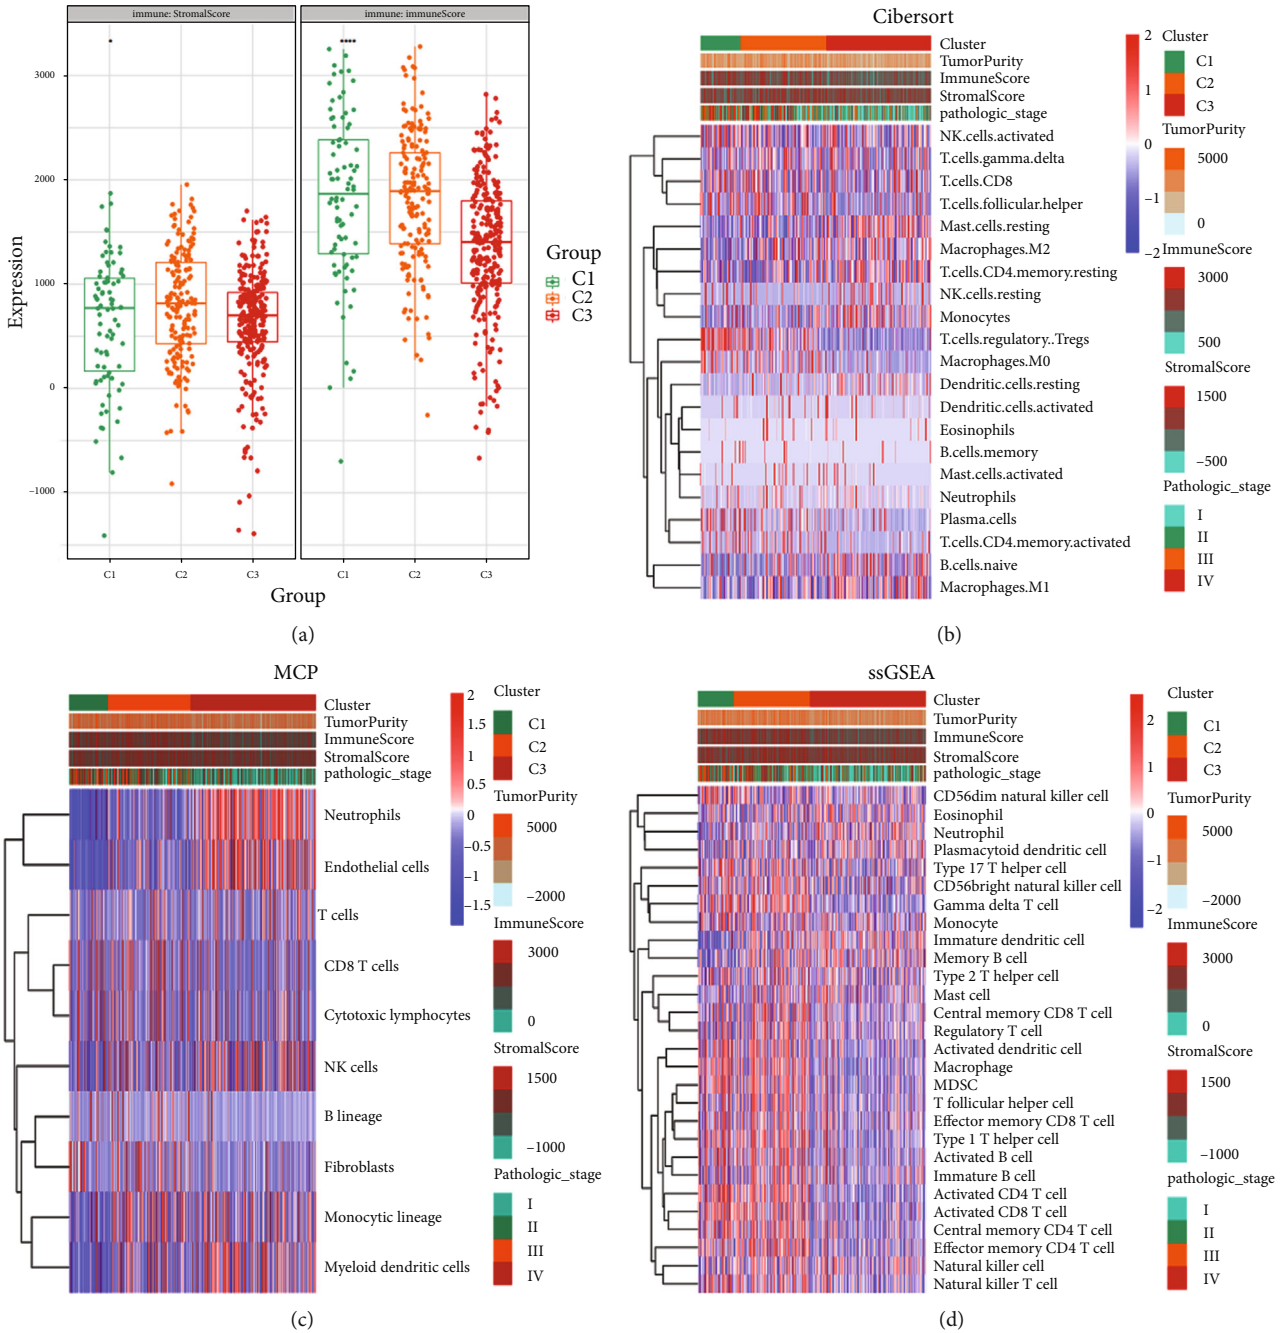 immune: StromalScore
immune: immuneScore
*
****
3000
2000
1000
0
−1000
Expression
C1
C2
C3
C1
C2
C3
Group
Group
C1
C2
C3
(a)
Cibersort
Cluster
TumorPurity
ImmuneScore
StromalScore
pathologic_stage
NK.cells.activated
T.cells.gamma.delta
T.cells.CD8
T.cells.follicular.helper
Mast.cells.resting
Macrophages.M2
T.cells.CD4.memory.resting
NK.cells.resting
Monocytes
T.cells.regulatory..Tregs
Macrophages.M0
Dendritic.cells.resting
Dendritic.cells.activated
Eosinophils
B.cells.memory
Mast.cells.activated
Neutrophils
Plasma.cells
T.cells.CD4.memory.activated
B.cells.naive
Macrophages.M1
2
1
0
−1
−2
Cluster
C1
C2
C3
TumorPurity
5000
0
ImmuneScore
3000
500
StromalScore
1500
−500
Pathologic_stage
I
II
III
IV
(b)
MCP
Cluster
TumorPurity
ImmuneScore
StromalScore
pathologic_stage
Neutrophils
Endothelial cells
T cells
CD8 T cells
Cytotoxic lymphocytes
NK cells
B lineage
Fibroblasts
Monocytic lineage
Myeloid dendritic cells
2
1.5
1
0.5
0
−0.5
−1
−1.5
Cluster
C1
C2
C3
TumorPurity
5000
−2000
ImmuneScore
3000
0
StromalScore
1500
−1000
Pathologic_stage
I
II
III
IV
(c)
ssGSEA
Cluster
TumorPurity
ImmuneScore
StromalScore
pathologic_stage
CD56dim natural killer cell
Eosinophil
Neutrophil
Plasmacytoid dendritic cell
Type 17 T helper cell
CD56bright natural killer cell
Gamma delta T cell
Monocyte
Immature dendritic cell
Memory B cell
Type 2 T helper cell
Mast cell
Central memory CD8 T cell
Regulatory T cell
Activated dendritic cell
Macrophage
MDSC
T follicular helper cell
Effector memory CD8 T cell
Type 1 T helper cell
Activated B cell
Immature B cell
Activated CD4 T cell
Activated CD8 T cell
Central memory CD4 T cell
Effector memory CD4 T cell
Natural killer cell
Natural killer T cell
2
1
0
−1
−2
Cluster
C1
C2
C3
TumorPurity
5000
−2000
ImmuneScore
3000
0
StromalScore
1500
−1000
pathologic_stage
I
II
III
IV
(d)